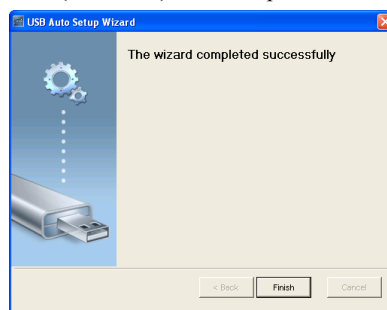 USB Auto Setup Wizard
The wizard completed successfully
< Back
Finish
Cancel